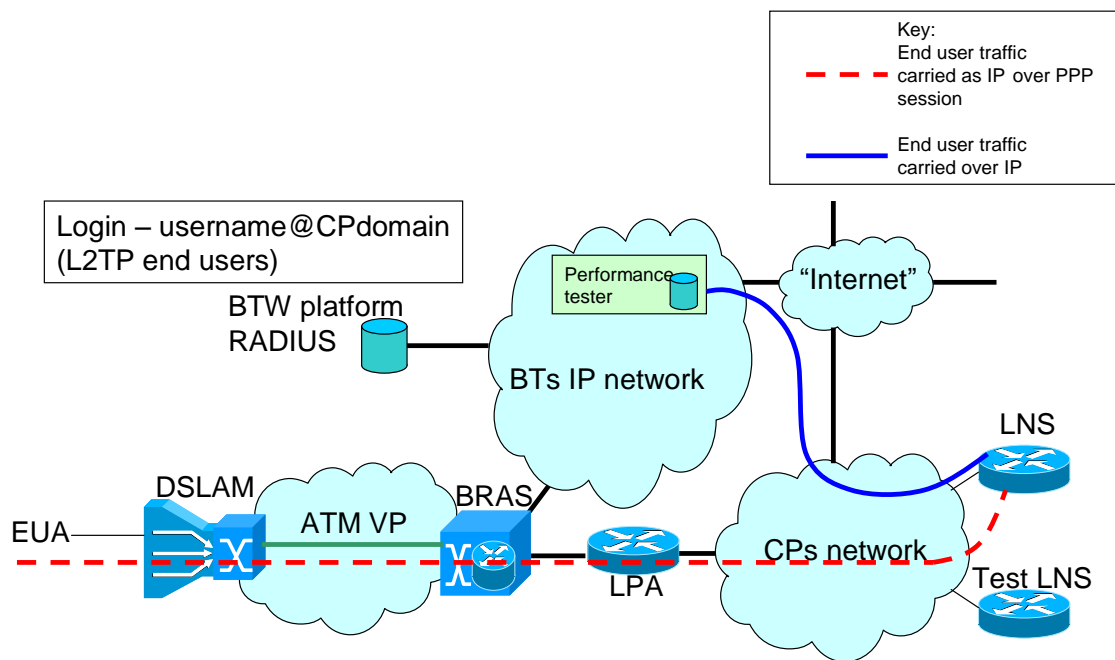 Key:
End user traffic
carried as IP over PPP
session
End user traffic
carried over IP
Login – username@CPdomain
(L2TP end users)
Performance
tester
“Internet”
BTW platform
RADIUS
BTs IP network
LNS
DSLAM
BRAS
EUA
ATM VP
CPs network
LPA
Test LNS